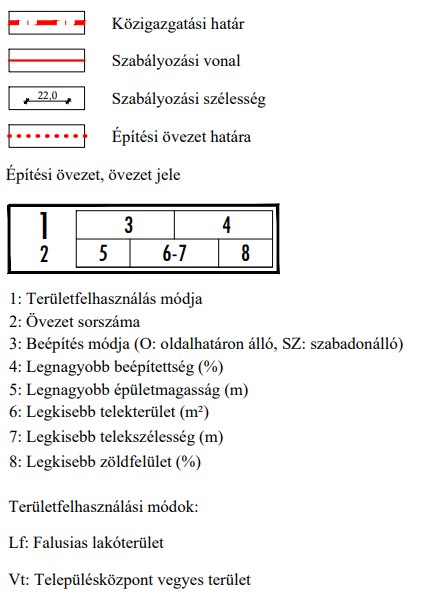 Közigazgatási határ
Szabályozási vonal
22,0 Szabályozási szélesség
Építési övezet határa
Építési övezet, övezet jele
1 3 4
2 5 6-7 8
1: Területfelhasználás módja
2: Övezet sorszáma
3: Beépítés módja (O: oldalhatáron álló, SZ: szabadonálló)
4: Legnagyobb beépítettség (%)
5: Legnagyobb épületmagasság (m)
6: Legkisebb telekterület (m²)
7: Legkisebb telekszélesség (m)
8: Legkisebb zöldfelület (%)
Területfelhasználási módok:
Lf: Falusias lakóterület
Vt: Településközpont vegyes terület